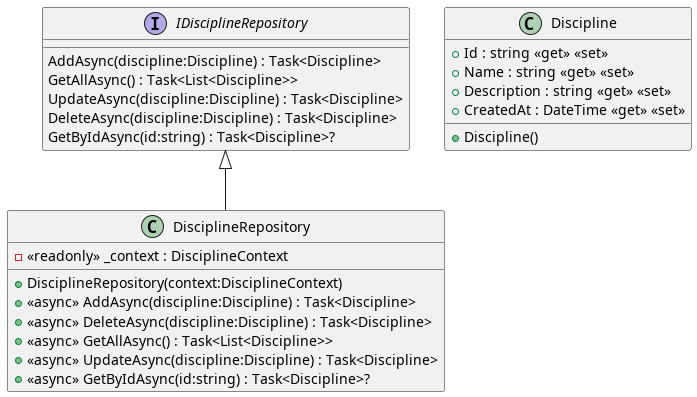 I IDisciplineRepository
AddAsync(discipline:Discipline) : Task<Discipline>
GetAllAsync() : Task<List<Discipline>>
UpdateAsync(discipline:Discipline) : Task<Discipline>
DeleteAsync(discipline:Discipline) : Task<Discipline>
GetByIdAsync(id:string) : Task<Discipline>?
C Discipline
Id : string «get» «set»
Name : string «get» «set»
Description : string «get» «set»
CreatedAt : DateTime «get» «set»
Discipline()
C DisciplineRepository
«readonly» _context : DisciplineContext
DisciplineRepository(context:DisciplineContext)
«async» AddAsync(discipline:Discipline) : Task<Discipline>
«async» DeleteAsync(discipline:Discipline) : Task<Discipline>
«async» GetAllAsync() : Task<List<Discipline>>
«async» UpdateAsync(discipline:Discipline) : Task<Discipline>
«async» GetByIdAsync(id:string) : Task<Discipline>?